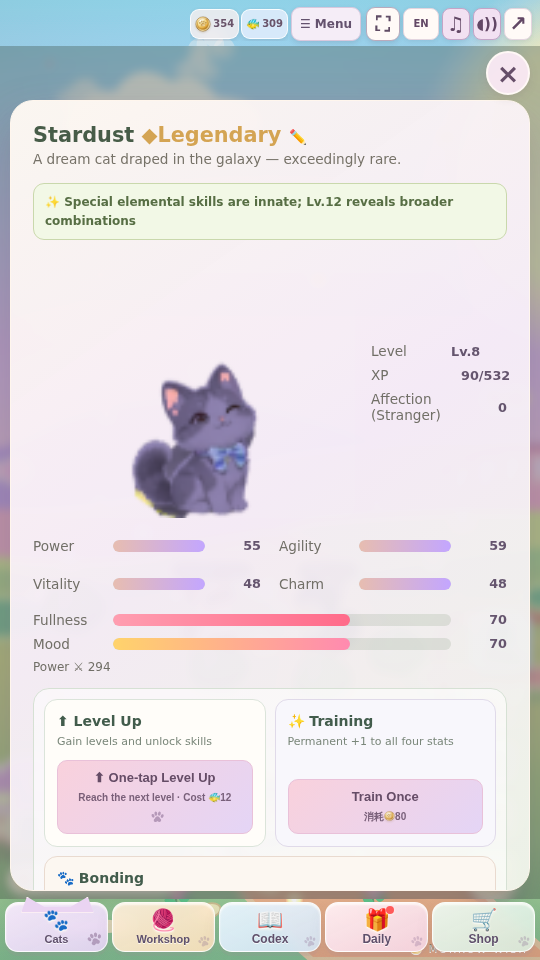 354
309
☰ Menu
EN
Stardust ◆Legendary ✏️
A dream cat draped in the galaxy — exceedingly rare.
✨ Special elemental skills are innate; Lv.12 reveals broader
combinations
Level Lv.8
XP 90/532
Affection
(Stranger) 0
Power 55 Agility 59
Vitality 48 Charm 48
Fullness 70
Mood 70
Power ⚔ 294
⬆ Level Up
Gain levels and unlock skills
⬆ One-tap Level Up
Reach the next level · Cost 12
✨ Training
Permanent +1 to all four stats
Train Once
消耗80
🐾 Bonding
Cats
Workshop
Codex
Daily
Shop